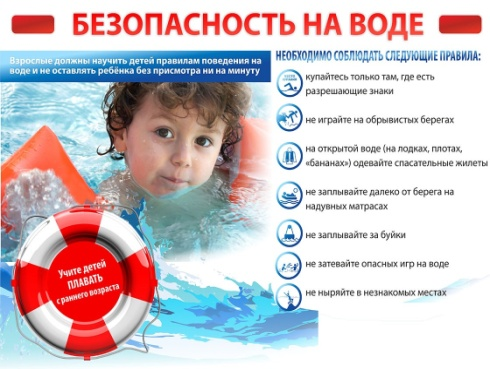 БЕЗОПАСНОСТЬ НА ВОДЕ
Взрослые должны научить детей правилам поведения на
воде и не оставлять ребёнка без присмотра ни на минуту
НЕОБХОДИМО СОБЛЮДАТЬ СЛЕДУЮЩИЕ ПРАВИЛА:
купайтесь только там, где есть
разрешающие знаки
не играйте на обрывистых берегах
на открытой воде (на лодках, плотах,
«бананах») одевайте спасательные жилеты
не заплывайте далеко от берега на
надувных матрасах
не заплывайте за буйки
не затевайте опасных игр на воде
не ныряйте в незнакомых местах
Учите детей
ПЛАВАТЬ
с раннего возраста